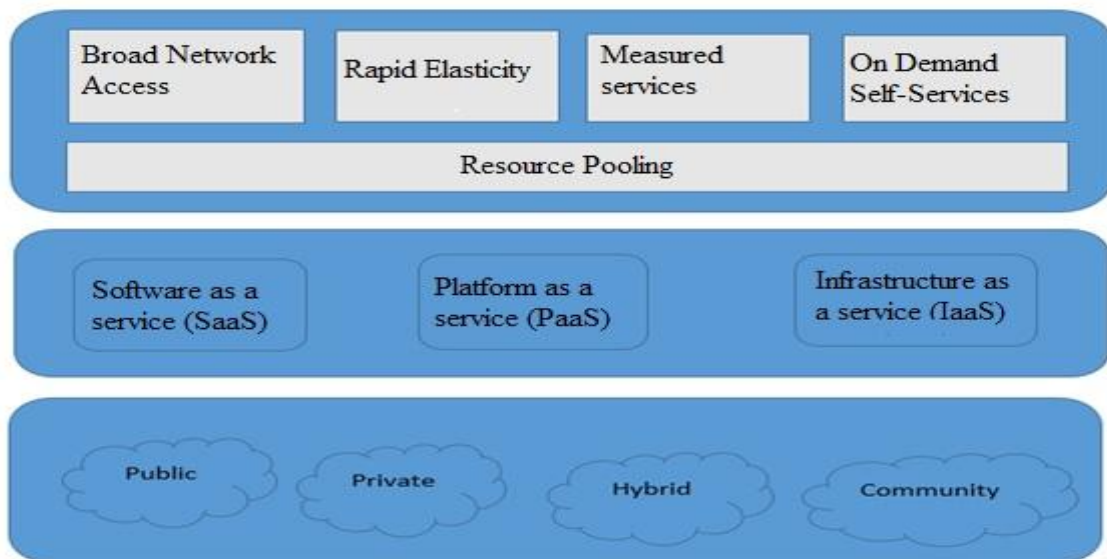 Broad Network
Access
Rapid Elasticity
Measured
services
On Demand
Self-Services
Resource Pooling
Software as a
service (SaaS)
Platform as a
service (PaaS)
Infrastructure as
a service (IaaS)
Public
Private
Hybrid
Community